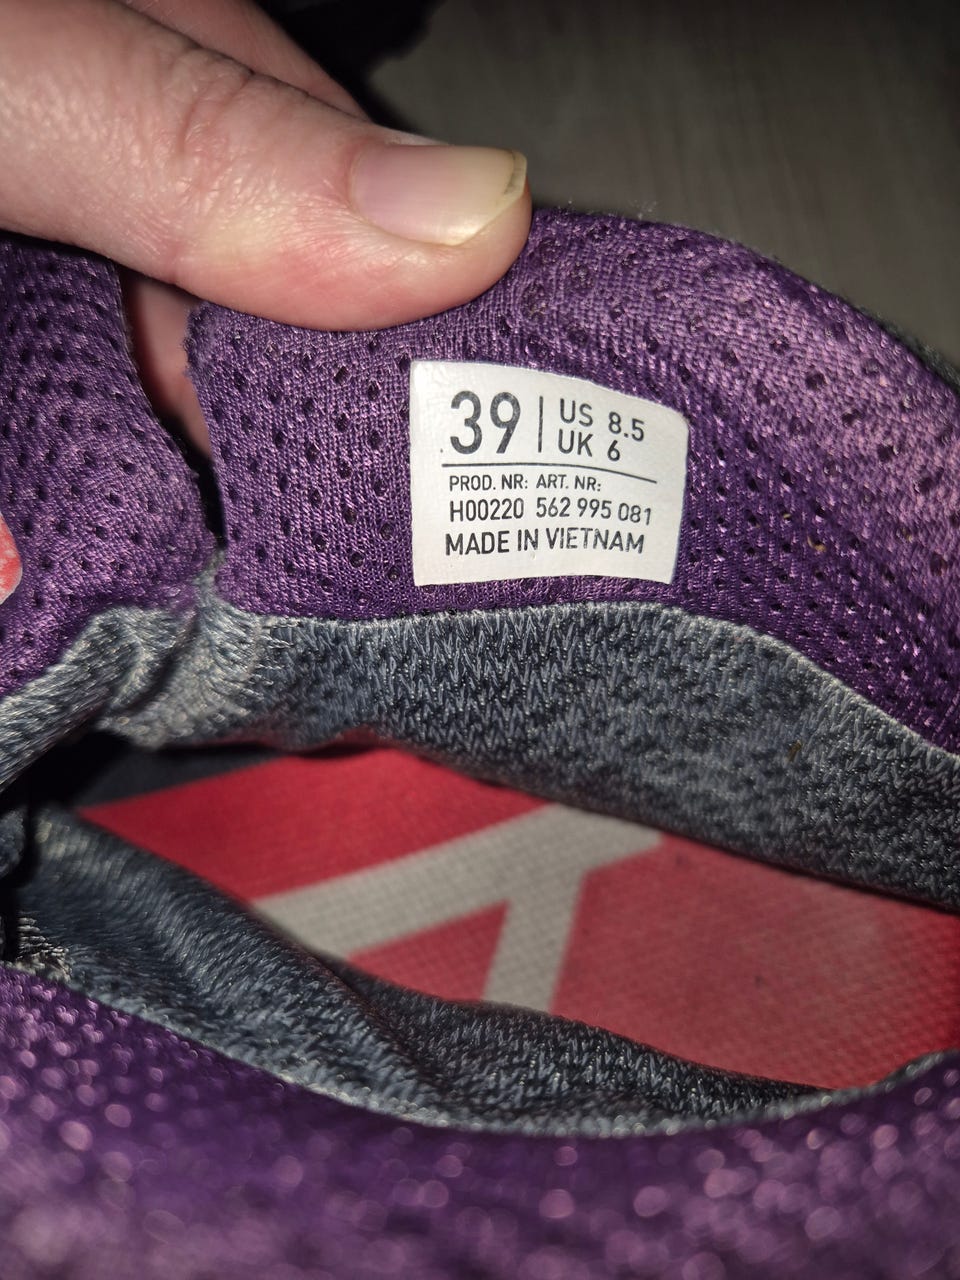 39 | US 8.5
UK 6
PROD. NR: ART. NR:
H00220 562 995 081
MADE IN VIETNAM